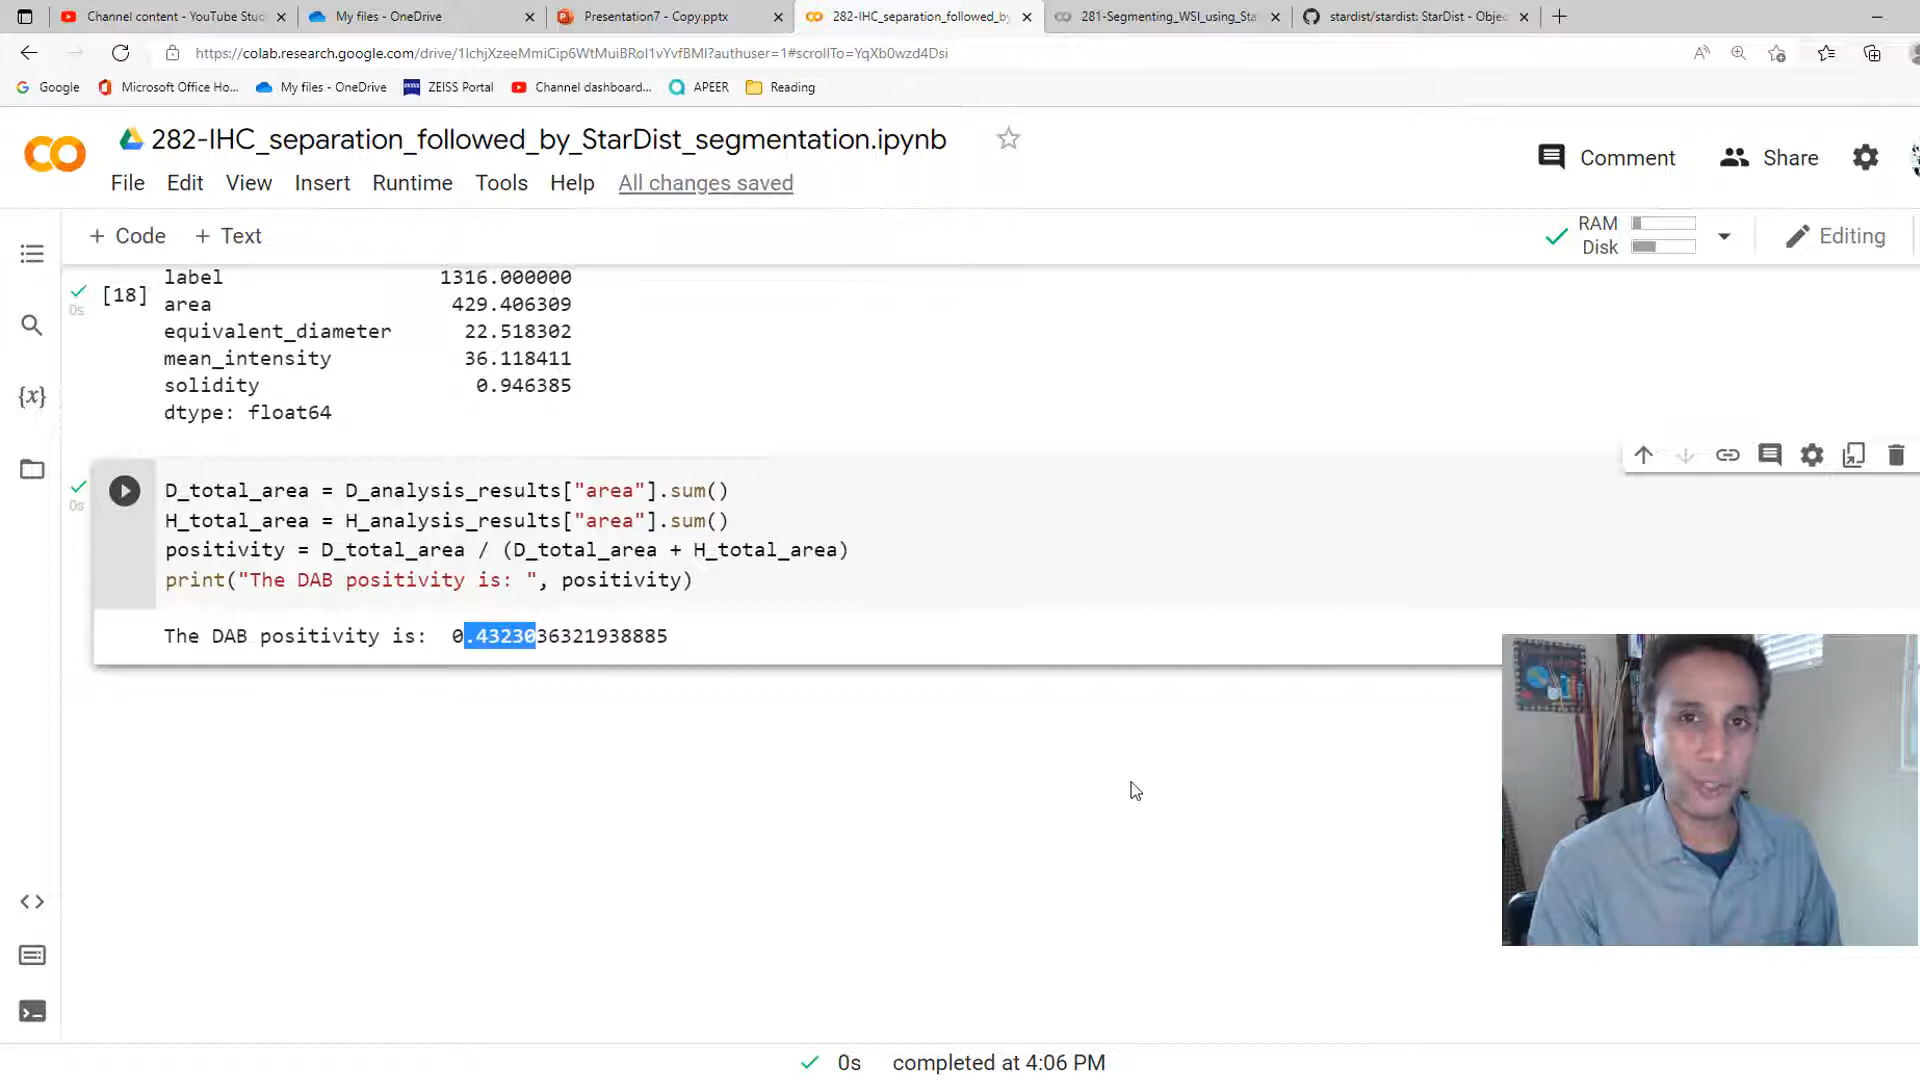 Channel content - YouTube Stud
My files - OneDrive
Presentation7 - Copy.pptx
282-IHC_separation_followed_by
281-Segmenting_WSI_using_Sta
stardist/stardist: StarDist - Objec
https://colab.research.google.com/drive/1IchjXzeeMmiCip6WtMuiBRoI1vYvfBMI?authuser=1#scrollTo=YqXb0wzd4Dsi
Google
Microsoft Office Ho...
My files - OneDrive
ZEISS Portal
Channel dashboard...
APEER
Reading
282-IHC_separation_followed_by_StarDist_segmentation.ipynb
Comment
Share
File Edit View Insert Runtime Tools Help All changes saved
+ Code + Text
RAM
Disk
Editing
[18]
0s
label 1316.000000
area 429.406309
equivalent_diameter 22.518302
mean_intensity 36.118411
solidity 0.946385
dtype: float64
0s
D_total_area = D_analysis_results["area"].sum()
H_total_area = H_analysis_results["area"].sum()
positivity = D_total_area / (D_total_area + H_total_area)
print("The DAB positivity is: ", positivity)
The DAB positivity is: 0.4323036321938885
0s completed at 4:06 PM